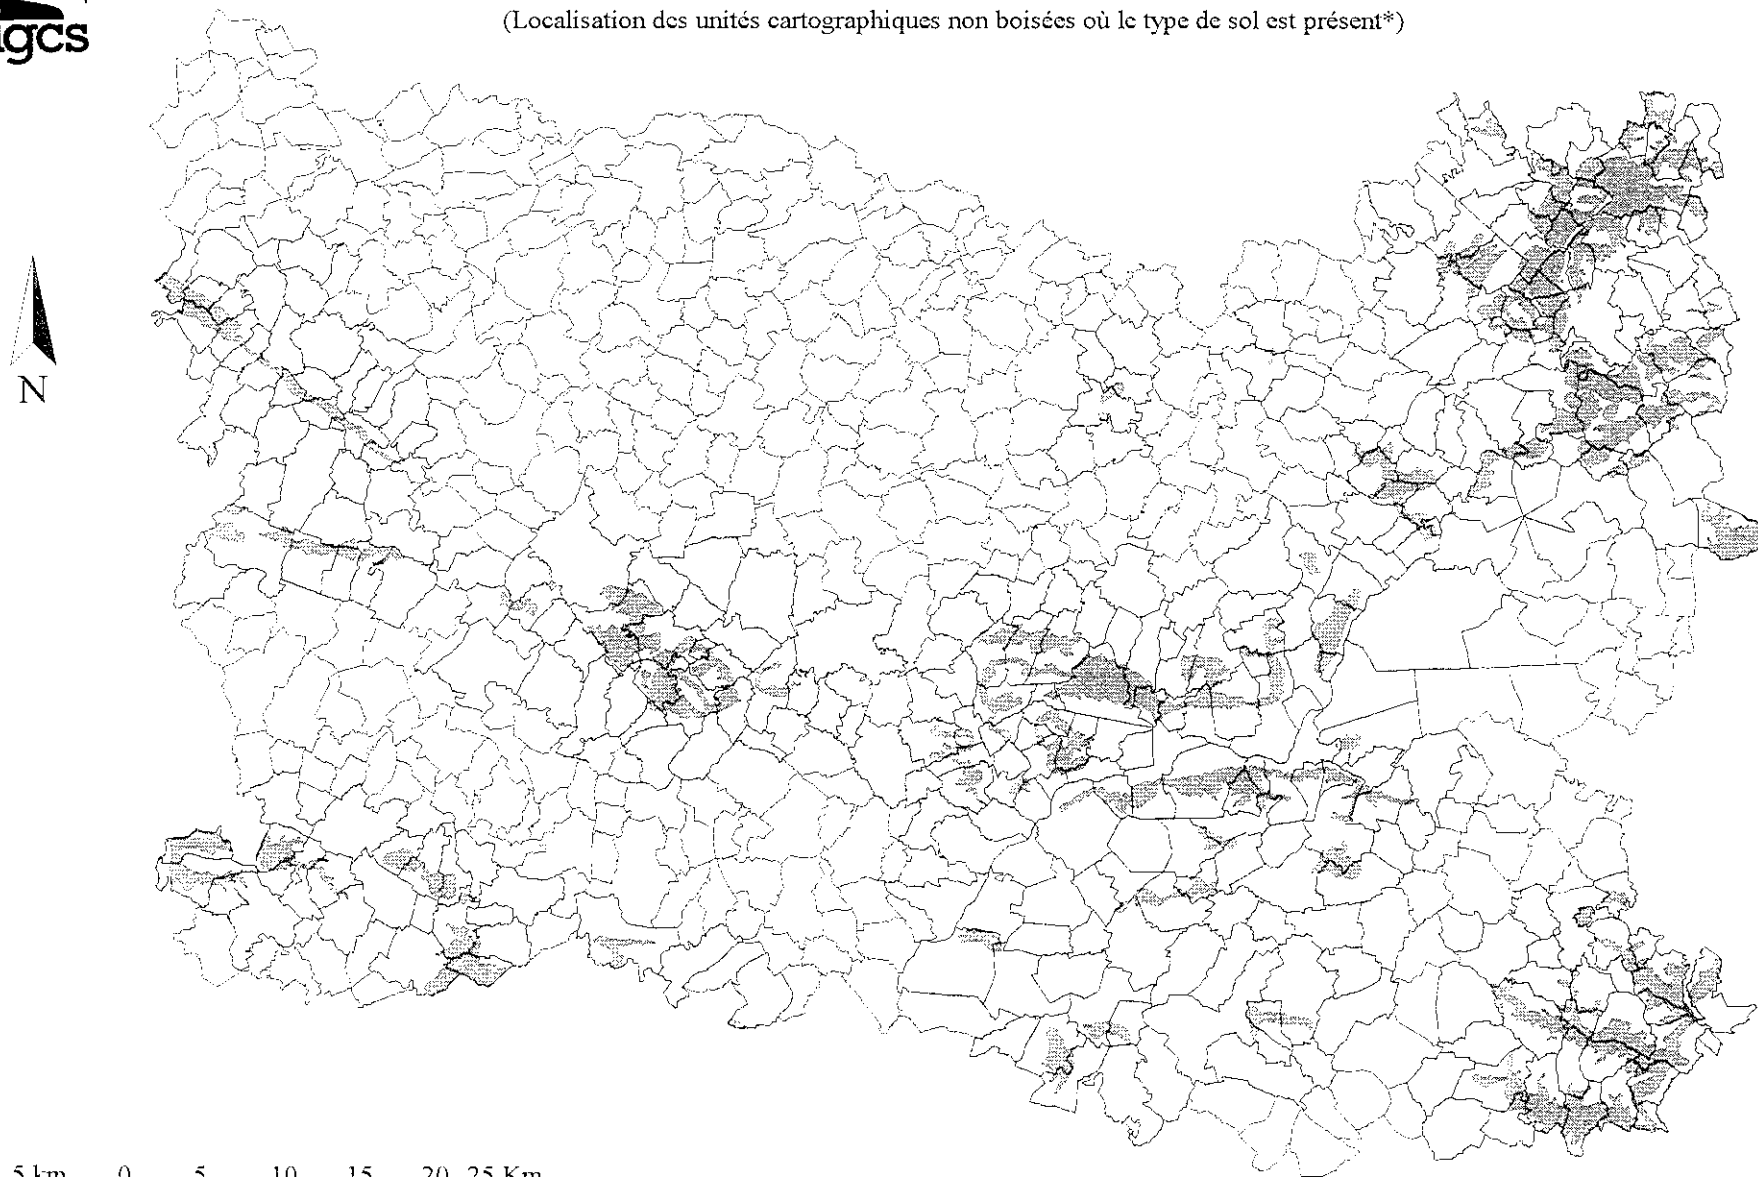 igcs
(Localisation des unités cartographiques non boisées où le type de sol est présent*)
N
5 km 0 5 10 15 20 25 Km